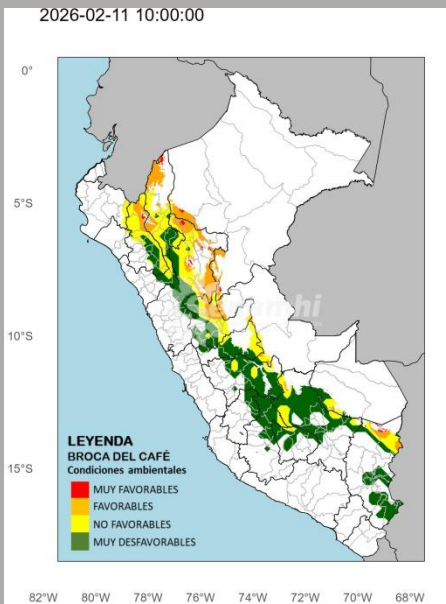 2026-02-11 10:00:00
0°
5°S
10°S
15°S
Senamhi
LEYENDA
BROCA DEL CAFÉ
Condiciones ambientales
MUY FAVORABLES
FAVORABLES
NO FAVORABLES
MUY DESFAVORABLES
82°W 80°W 78°W 76°W 74°W 72°W 70°W 68°W